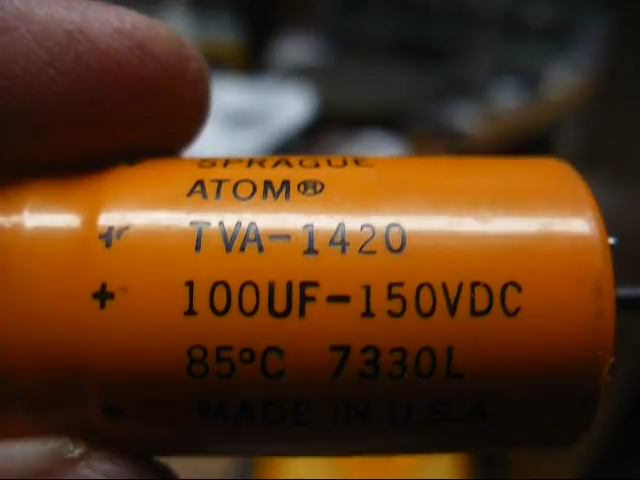 SPRAGUE
ATOM®
+ TVA-1420
+ 100UF-150VDC
85°C 7330L
+ MADE IN U.S.A